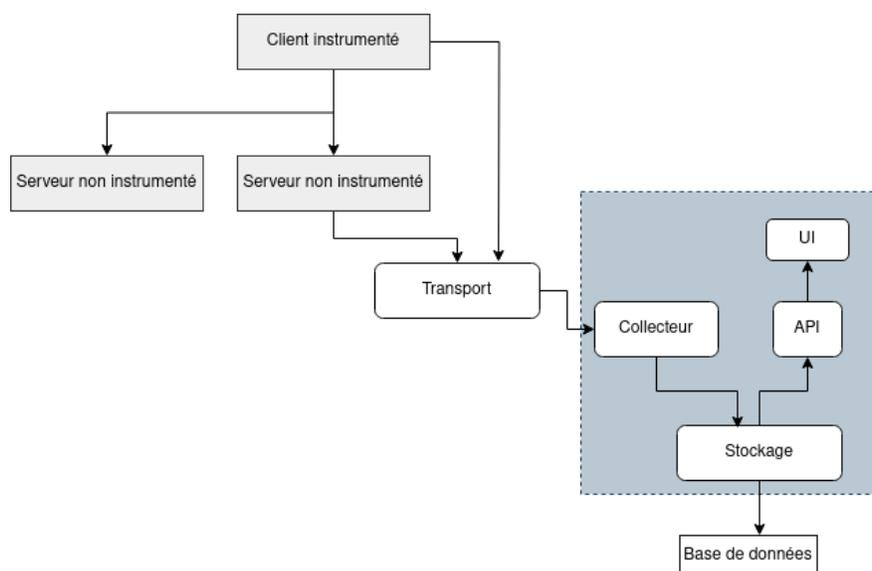 Client instrumenté
Serveur non instrumenté
Serveur non instrumenté
UI
Transport
Collecteur
API
Stockage
Base de données